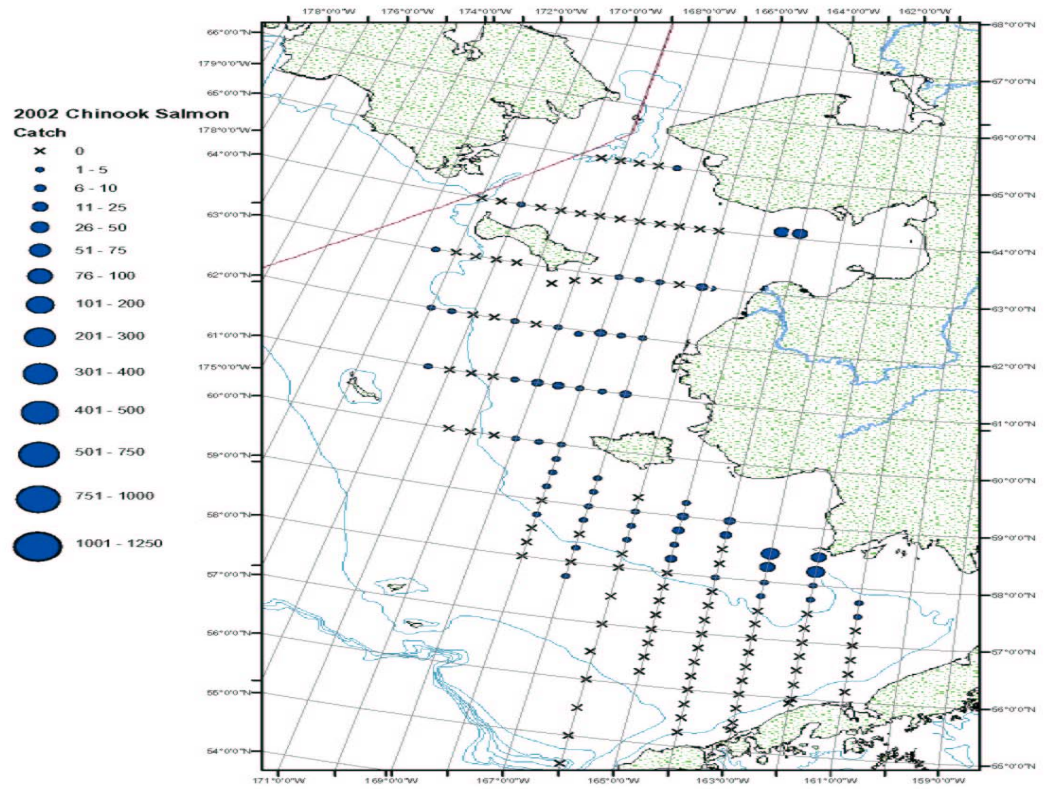 178°0'0"W 176°0'0"W 174°0'0"W 172°0'0"W 170°0'0"W 168°0'0"W 166°0'0"W 164°0'0"W 162°0'0"W
2002 Chinook Salmon
Catch
0
1 - 5
6 - 10
11 - 25
26 - 50
51 - 75
76 - 100
101 - 200
201 - 300
301 - 400
401 - 500
501 - 750
751 - 1000
1001 - 1250
66°0'0"N
179°0'0"W
65°0'0"N
178°0'0"W
64°0'0"N
63°0'0"N
62°0'0"N
61°0'0"N
175°0'0"W
60°0'0"N
59°0'0"N
58°0'0"N
57°0'0"N
56°0'0"N
55°0'0"N
54°0'0"N
68°0'0"N
67°0'0"N
66°0'0"N
65°0'0"N
64°0'0"N
63°0'0"N
62°0'0"N
61°0'0"N
60°0'0"N
59°0'0"N
58°0'0"N
57°0'0"N
56°0'0"N
55°0'0"N
171°0'0"W 169°0'0"W 167°0'0"W 165°0'0"W 163°0'0"W 161°0'0"W 159°0'0"W